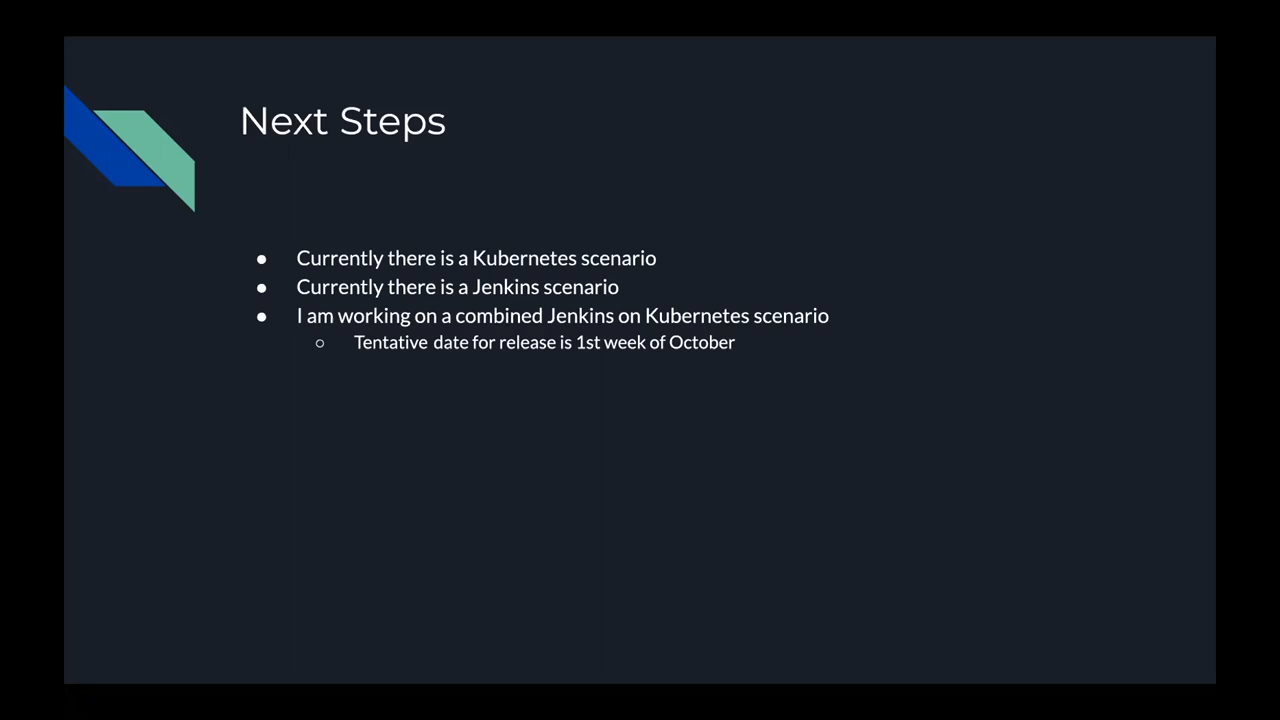 Next Steps
● Currently there is a Kubernetes scenario
● Currently there is a Jenkins scenario
● I am working on a combined Jenkins on Kubernetes scenario
○ Tentative date for release is 1st week of October